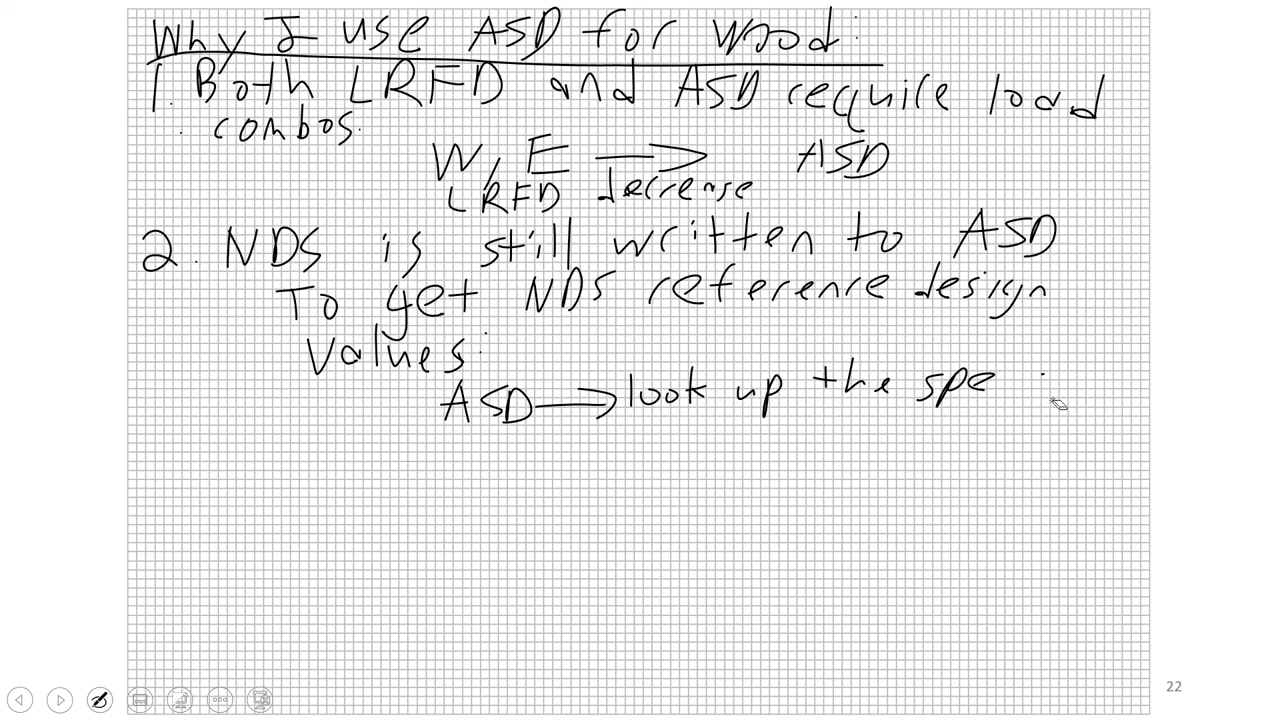 Why I use ASD for wood:
1. Both LRFD and ASD require load
combos.
W, E → ASD
LRFD decrease
2. NDS is still written to ASD
To get NDS reference design
values:
ASD → look up the spe
22